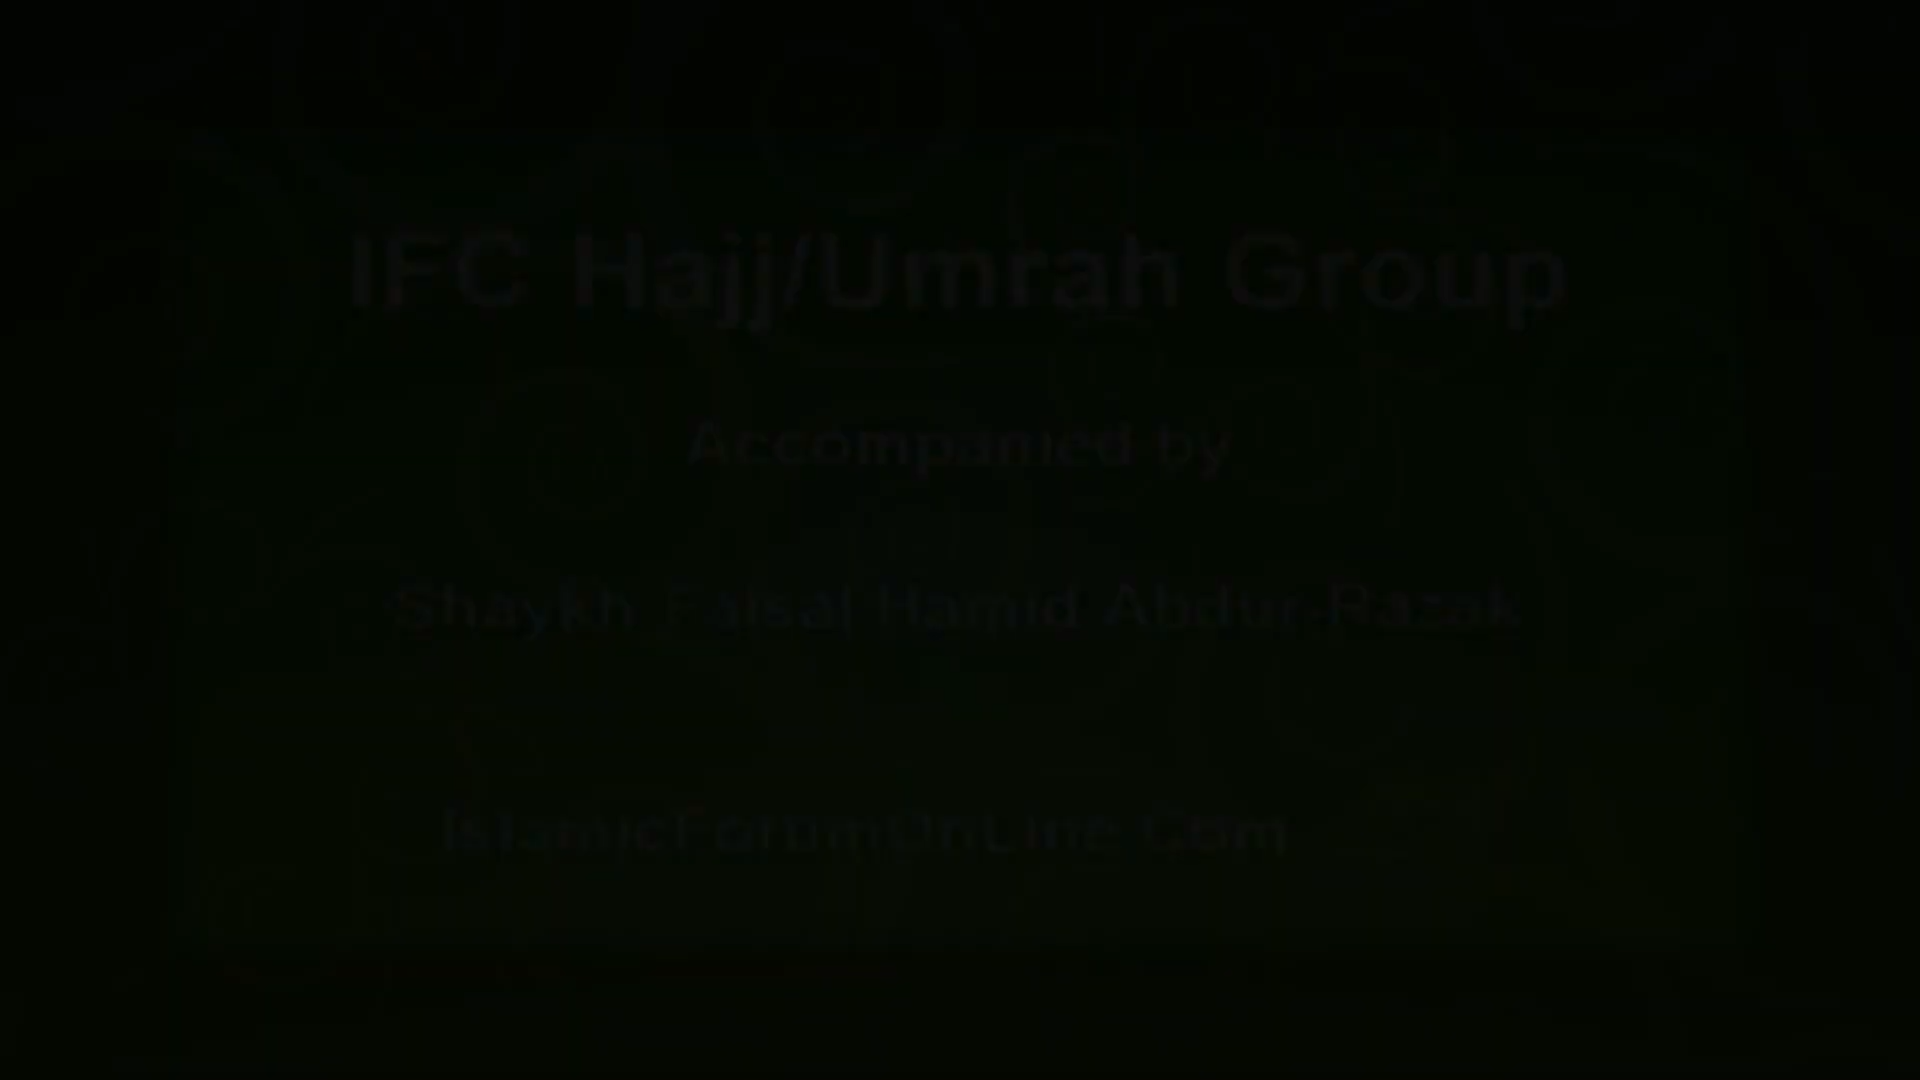 IFC Hajj/Umrah Group
Accompanied by
Shaykh Faisal Hamid Abdur-Razak
IslamicForumOnLine.Com